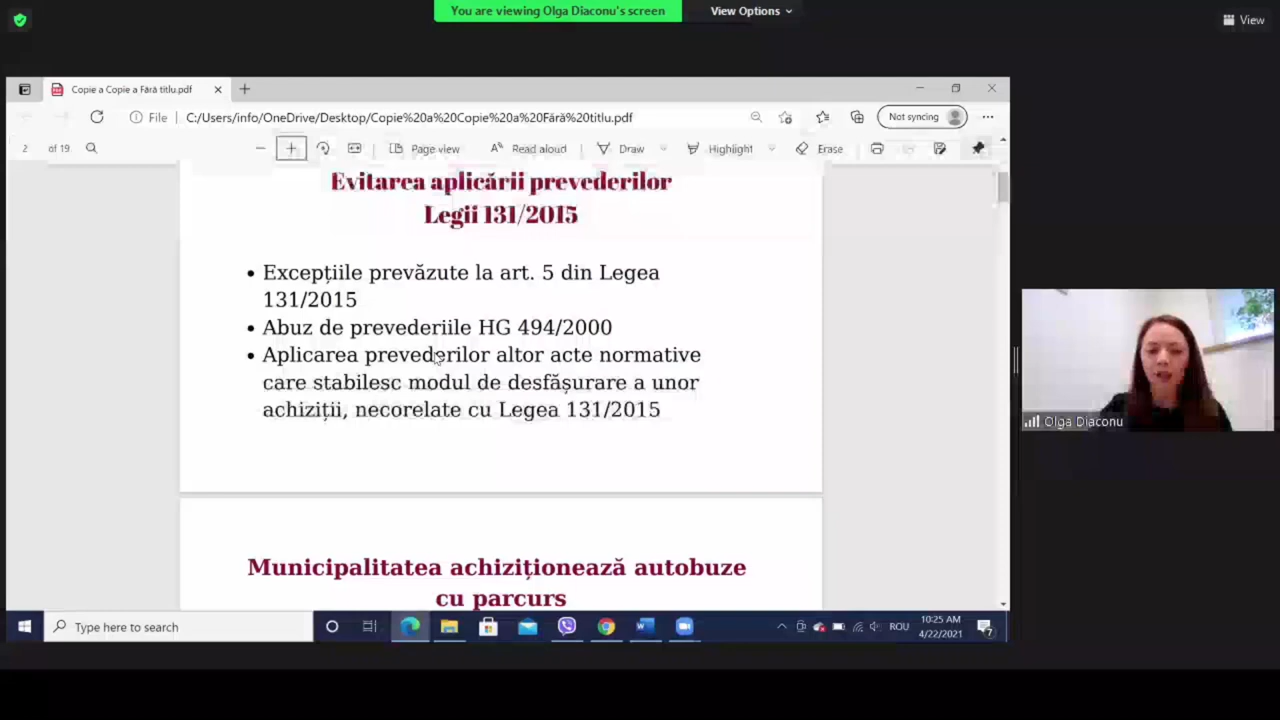 You are viewing Olga Diaconu's screen
View Options
View
Copie a Copie a Fără titlu.pdf
File
C:/Users/info/OneDrive/Desktop/Copie%20a%20Copie%20a%20Fără%20titlu.pdf
Not syncing
2 of 19
Page view
Read aloud
Draw
Highlight
Erase
Evitarea aplicării prevederilor
Legii 131/2015
• Excepțiile prevăzute la art. 5 din Legea
131/2015
• Abuz de prevederiile HG 494/2000
• Aplicarea prevederilor altor acte normative
care stabilesc modul de desfășurare a unor
achiziții, necorelate cu Legea 131/2015
Municipalitatea achiziționează autobuze
cu parcurs
Olga Diaconu
Type here to search
ROU
10:25 AM
4/22/2021
7